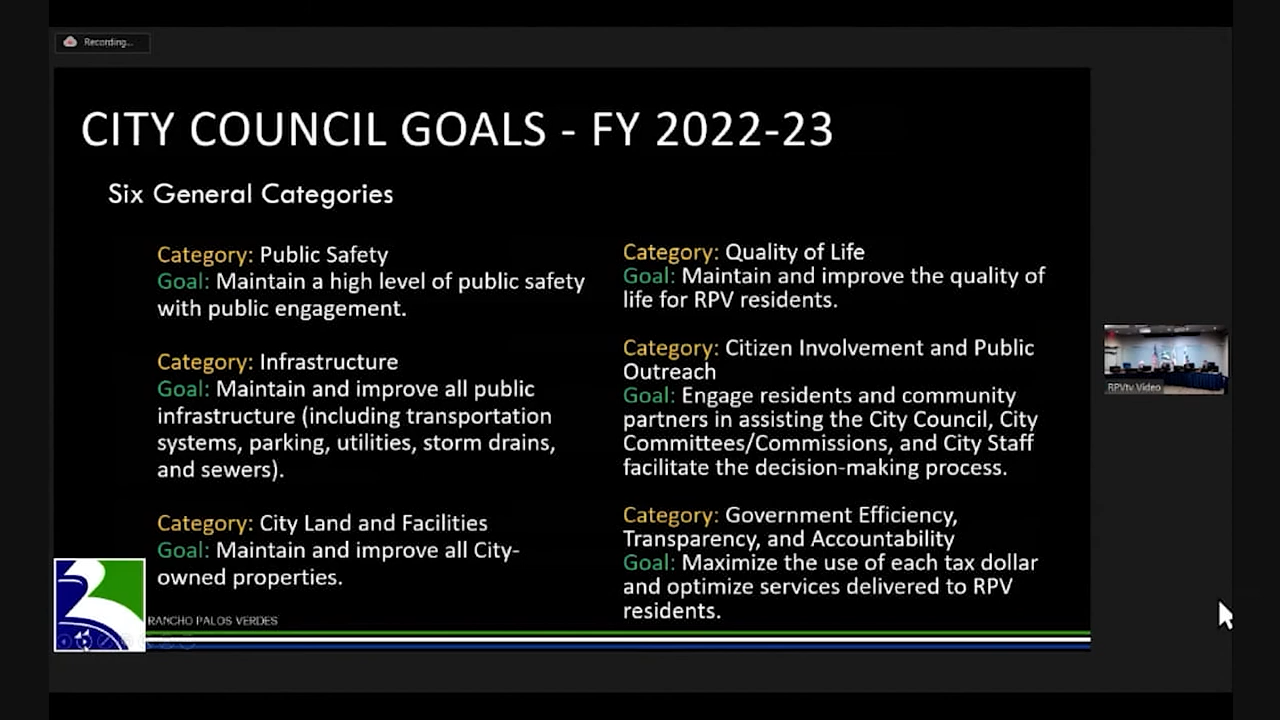 Recording...
CITY COUNCIL GOALS - FY 2022-23
Six General Categories
Category: Public Safety
Goal: Maintain a high level of public safety
with public engagement.
Category: Infrastructure
Goal: Maintain and improve all public
infrastructure (including transportation
systems, parking, utilities, storm drains,
and sewers).
Category: City Land and Facilities
Goal: Maintain and improve all City-
owned properties.
Category: Quality of Life
Goal: Maintain and improve the quality of
life for RPV residents.
Category: Citizen Involvement and Public
Outreach
Goal: Engage residents and community
partners in assisting the City Council, City
Committees/Commissions, and City Staff
facilitate the decision-making process.
Category: Government Efficiency,
Transparency, and Accountability
Goal: Maximize the use of each tax dollar
and optimize services delivered to RPV
residents.
RANCHO PALOS VERDES
RPVtv Video